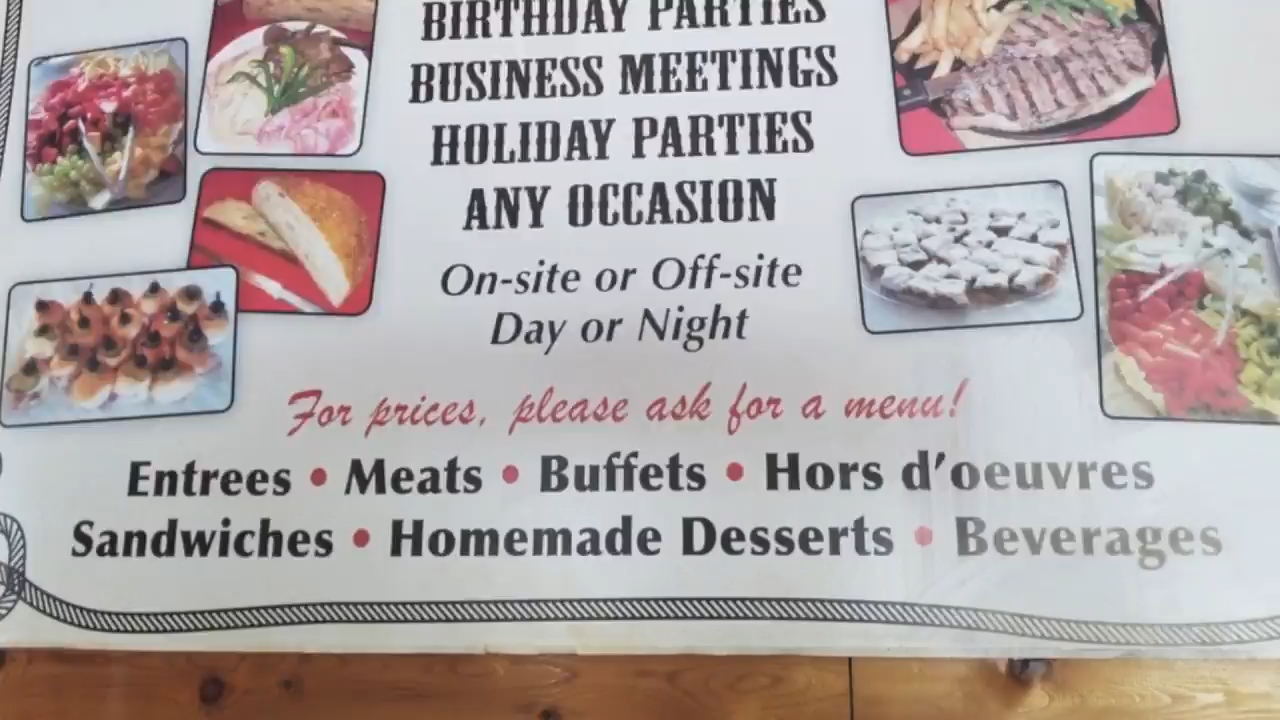 BIRTHDAY PARTIES
BUSINESS MEETINGS
HOLIDAY PARTIES
ANY OCCASION
On-site or Off-site
Day or Night
For prices, please ask for a menu!
Entrees • Meats • Buffets • Hors d'oeuvres
Sandwiches • Homemade Desserts • Beverages